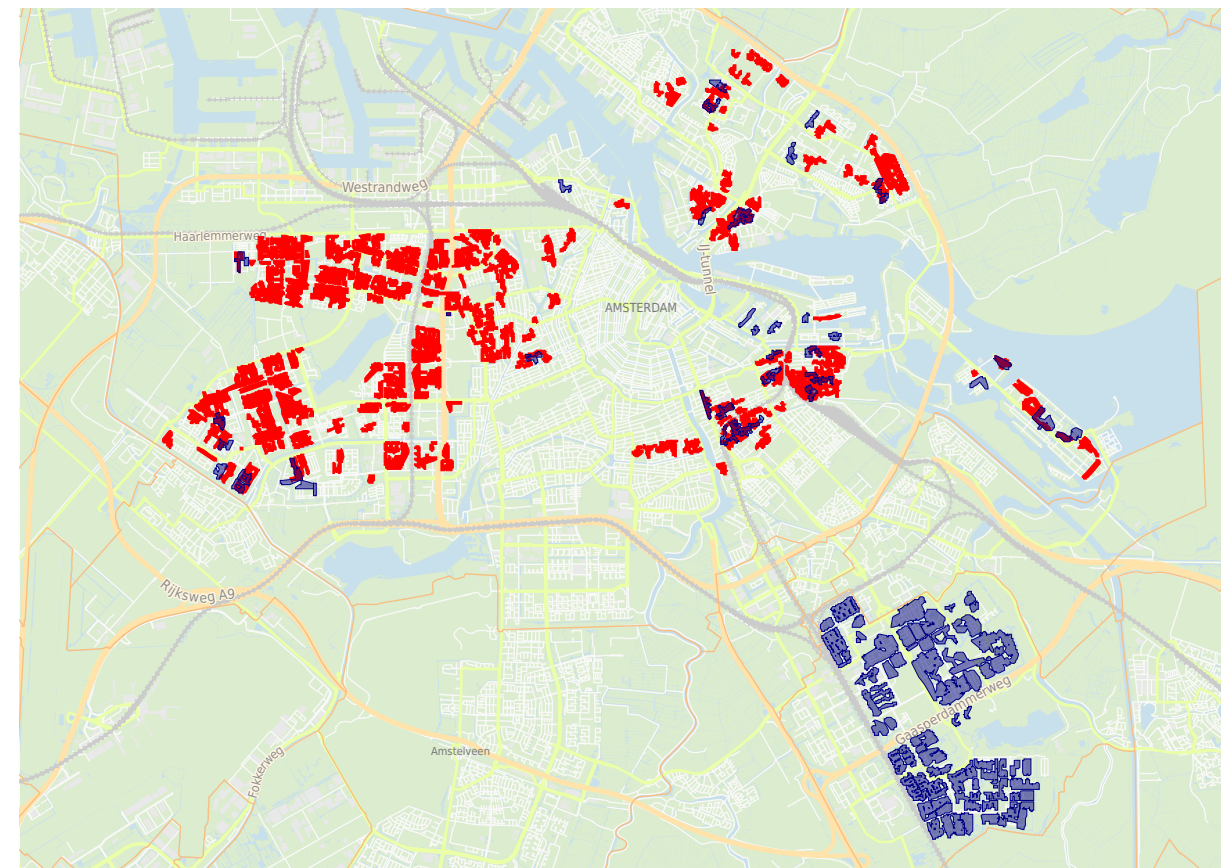 Westrandweg
Haarlemmerweg
IJ-tunnel
AMSTERDAM
Rijksweg A9
Gaasperdammerweg
Amstelveen
Fokkerweg